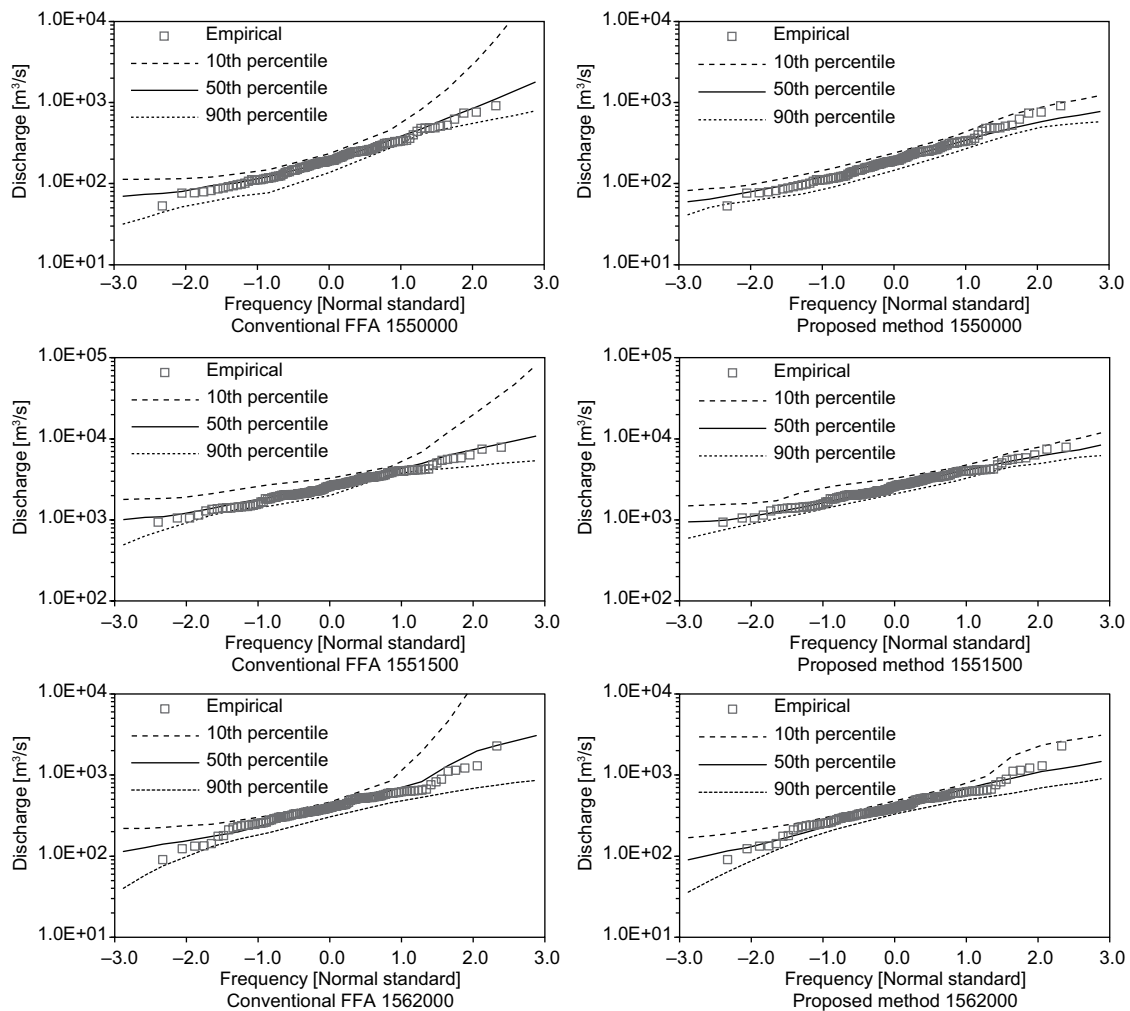 1.0E+04
1.0E+03
1.0E+02
1.0E+01
Discharge [m³/s]
Empirical
10th percentile
50th percentile
90th percentile
–3.0 –2.0 –1.0 0.0 1.0 2.0 3.0
Frequency [Normal standard]
Conventional FFA 1550000
1.0E+04
1.0E+03
1.0E+02
1.0E+01
Discharge [m³/s]
Empirical
10th percentile
50th percentile
90th percentile
–3.0 –2.0 –1.0 0.0 1.0 2.0 3.0
Frequency [Normal standard]
Proposed method 1550000
1.0E+05
1.0E+04
1.0E+03
1.0E+02
Discharge [m³/s]
Empirical
10th percentile
50th percentile
90th percentile
–3.0 –2.0 –1.0 0.0 1.0 2.0 3.0
Frequency [Normal standard]
Conventional FFA 1551500
1.0E+05
1.0E+04
1.0E+03
1.0E+02
Discharge [m³/s]
Empirical
10th percentile
50th percentile
90th percentile
–3.0 –2.0 –1.0 0.0 1.0 2.0 3.0
Frequency [Normal standard]
Proposed method 1551500
1.0E+04
1.0E+03
1.0E+02
1.0E+01
Discharge [m³/s]
Empirical
10th percentile
50th percentile
90th percentile
–3.0 –2.0 –1.0 0.0 1.0 2.0 3.0
Frequency [Normal standard]
Conventional FFA 1562000
1.0E+04
1.0E+03
1.0E+02
1.0E+01
Discharge [m³/s]
Empirical
10th percentile
50th percentile
90th percentile
–3.0 –2.0 –1.0 0.0 1.0 2.0 3.0
Frequency [Normal standard]
Proposed method 1562000